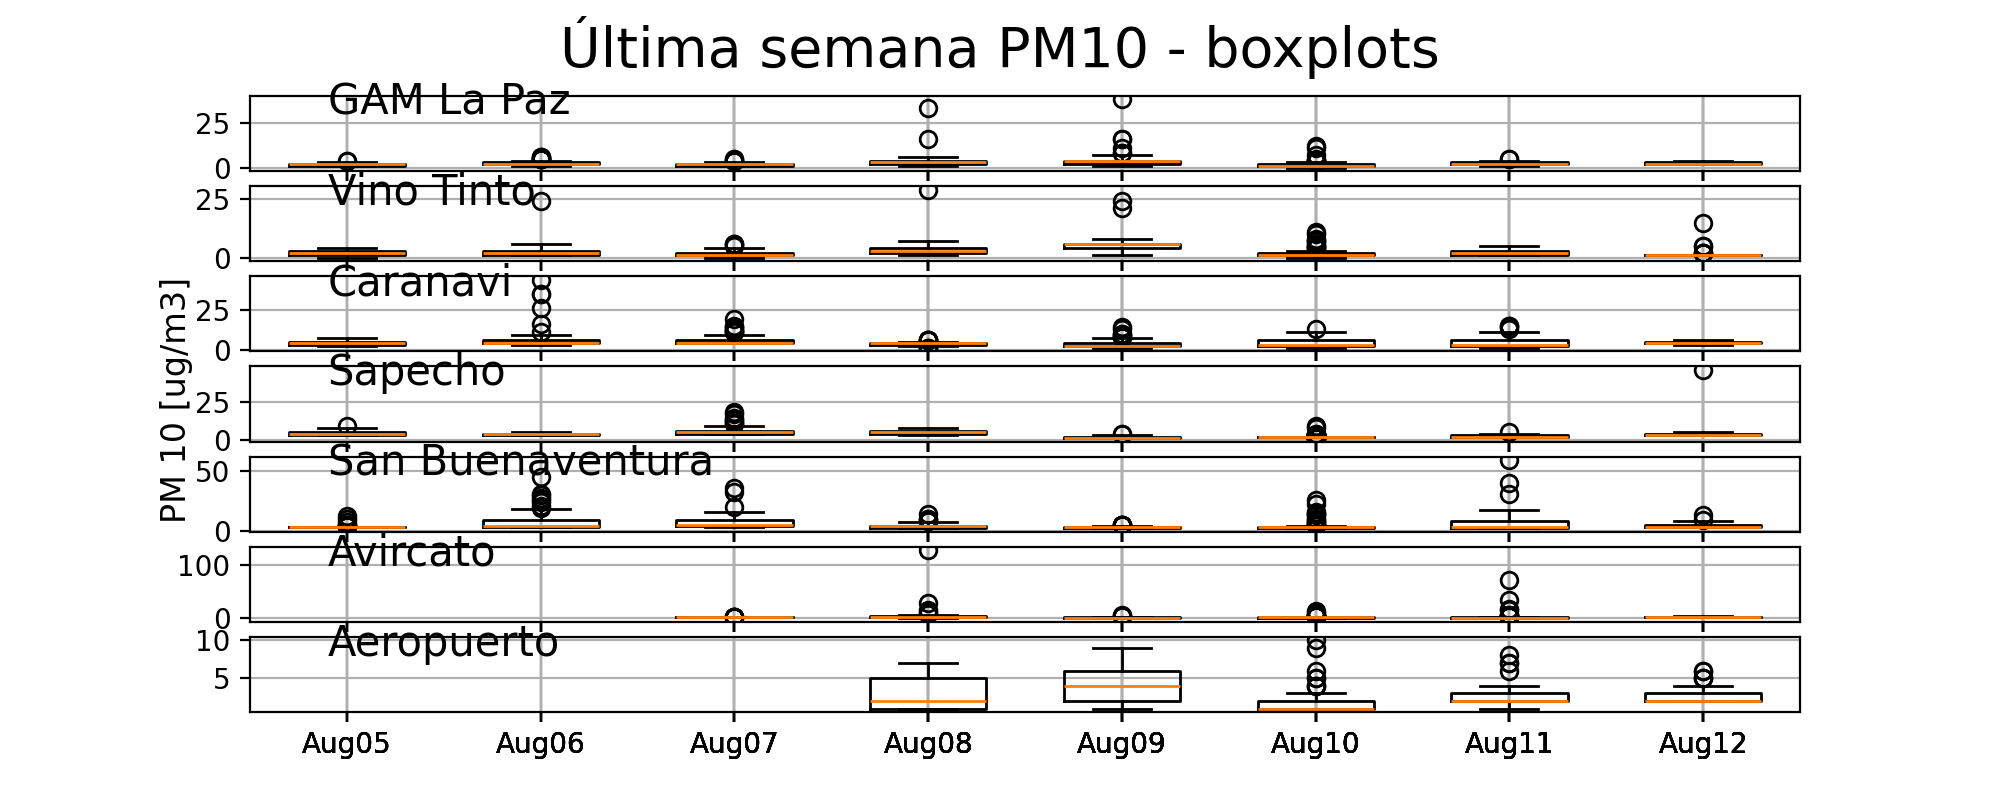 Última semana PM10 - boxplots
GAM La Paz
25
0
Vino Tinto
25
0
Caranavi
25
0
Sapecho
25
0
San Buenaventura
50
0
Avircato
100
0
Aeropuerto
10
5
PM 10 [ug/m3]
Aug05 Aug06 Aug07 Aug08 Aug09 Aug10 Aug11 Aug12